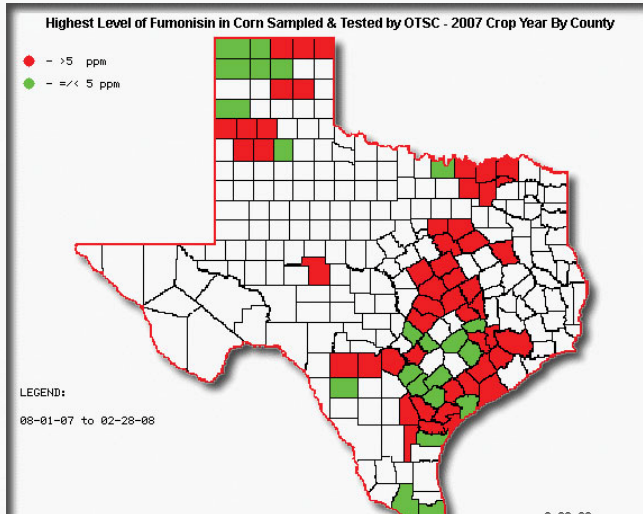 Highest Level of Fumonisin in Corn Sampled & Tested by OTSC - 2007 Crop Year By County
- >5 ppm
- =/< 5 ppm
LEGEND:
08-01-07 to 02-28-08